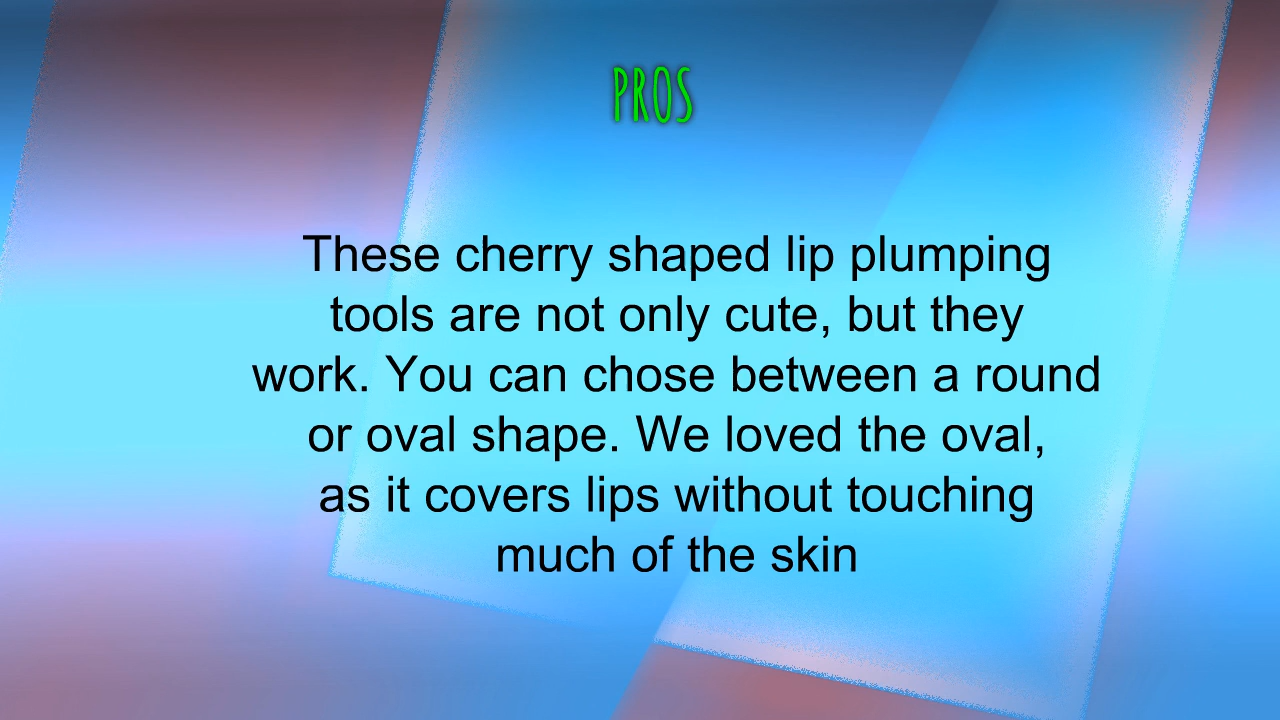 PROS
These cherry shaped lip plumping
tools are not only cute, but they
work. You can chose between a round
or oval shape. We loved the oval,
as it covers lips without touching
much of the skin